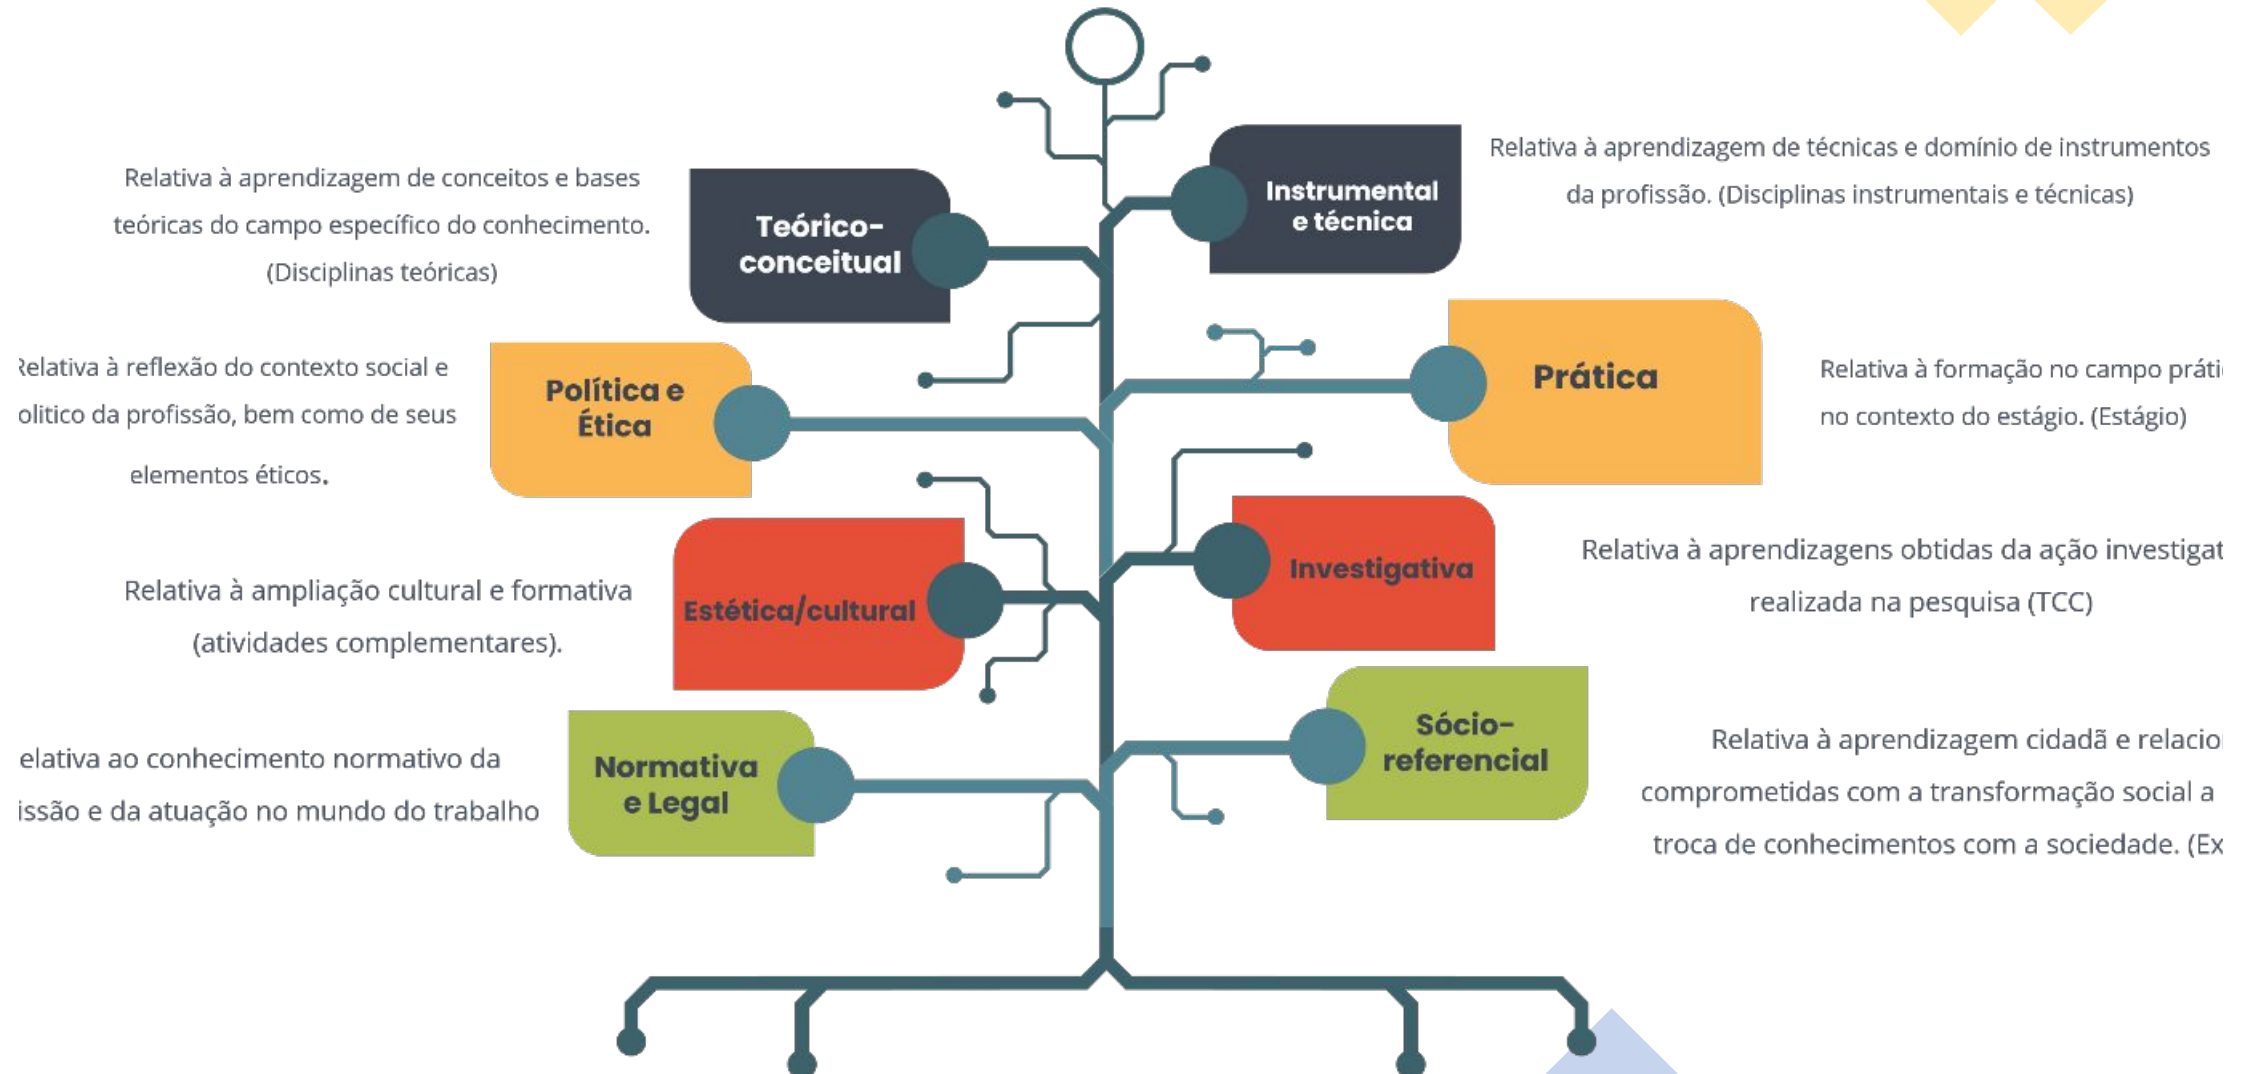 Relativa à aprendizagem de conceitos e bases
teóricas do campo específico do conhecimento.
(Disciplinas teóricas)
Teórico-
conceitual
Instrumental
e técnica
Relativa à aprendizagem de técnicas e domínio de instrumentos
da profissão. (Disciplinas instrumentais e técnicas)
Relativa à reflexão do contexto social e
olitico da profissão, bem como de seus
elementos éticos.
Política e
Ética
Prática
Relativa à formação no campo práti
no contexto do estágio. (Estágio)
Relativa à ampliação cultural e formativa
(atividades complementares).
Estética/cultural
Investigativa
Relativa à aprendizagens obtidas da ação investigat
realizada na pesquisa (TCC)
elativa ao conhecimento normativo da
issão e da atuação no mundo do trabalho
Normativa
e Legal
Sócio-
referencial
Relativa à aprendizagem cidadã e relacio
comprometidas com a transformação social a
troca de conhecimentos com a sociedade. (Ex